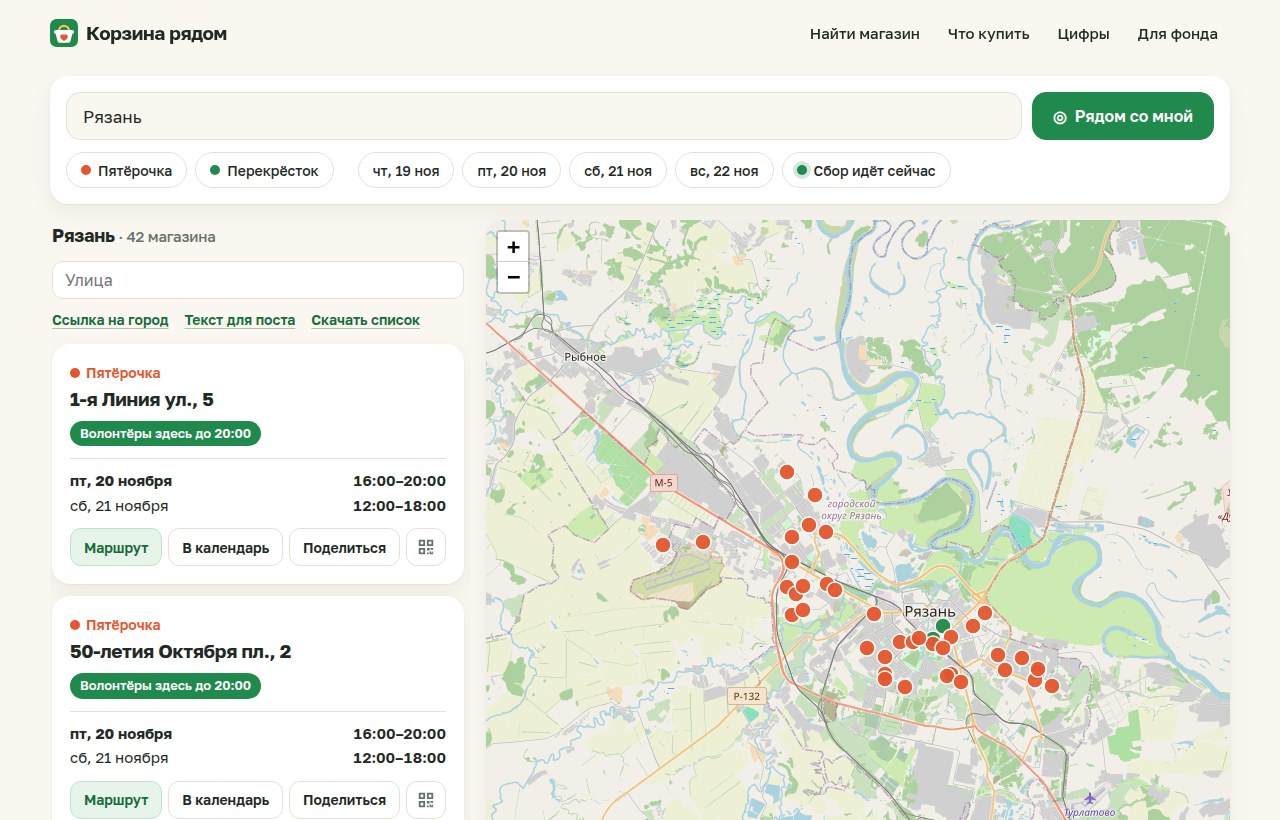 Корзина рядом
Найти магазин
Что купить
Цифры
Для фонда
Рязань
◎ Рядом со мной
Пятёрочка
Перекрёсток
чт, 19 ноя
пт, 20 ноя
сб, 21 ноя
вс, 22 ноя
Сбор идёт сейчас
Рязань · 42 магазина
Улица
Ссылка на город
Текст для поста
Скачать список
Пятёрочка
1-я Линия ул., 5
Волонтёры здесь до 20:00
пт, 20 ноября 16:00–20:00
сб, 21 ноября 12:00–18:00
Маршрут
В календарь
Поделиться
Пятёрочка
50-летия Октября пл., 2
Волонтёры здесь до 20:00
пт, 20 ноября 16:00–20:00
сб, 21 ноября 12:00–18:00
Маршрут
В календарь
Поделиться
+
−
Рыбное
М-5
городской
округ Рязань
Рязань
Р-132
Турлатово